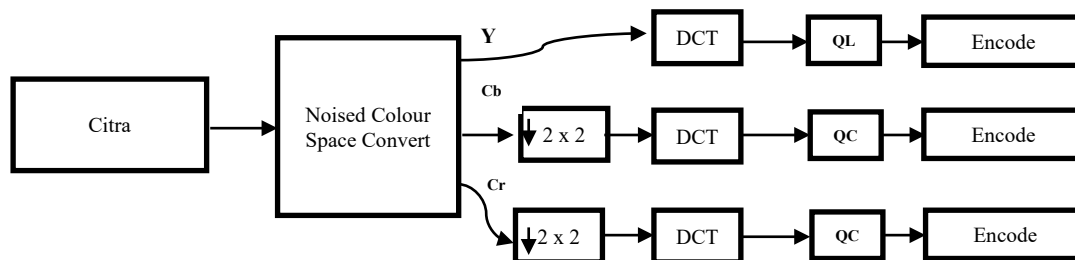 Citra
Noised Colour
Space Convert
Y
DCT
QL
Encode
Cb
2 x 2
DCT
QC
Encode
Cr
2 x 2
DCT
QC
Encode